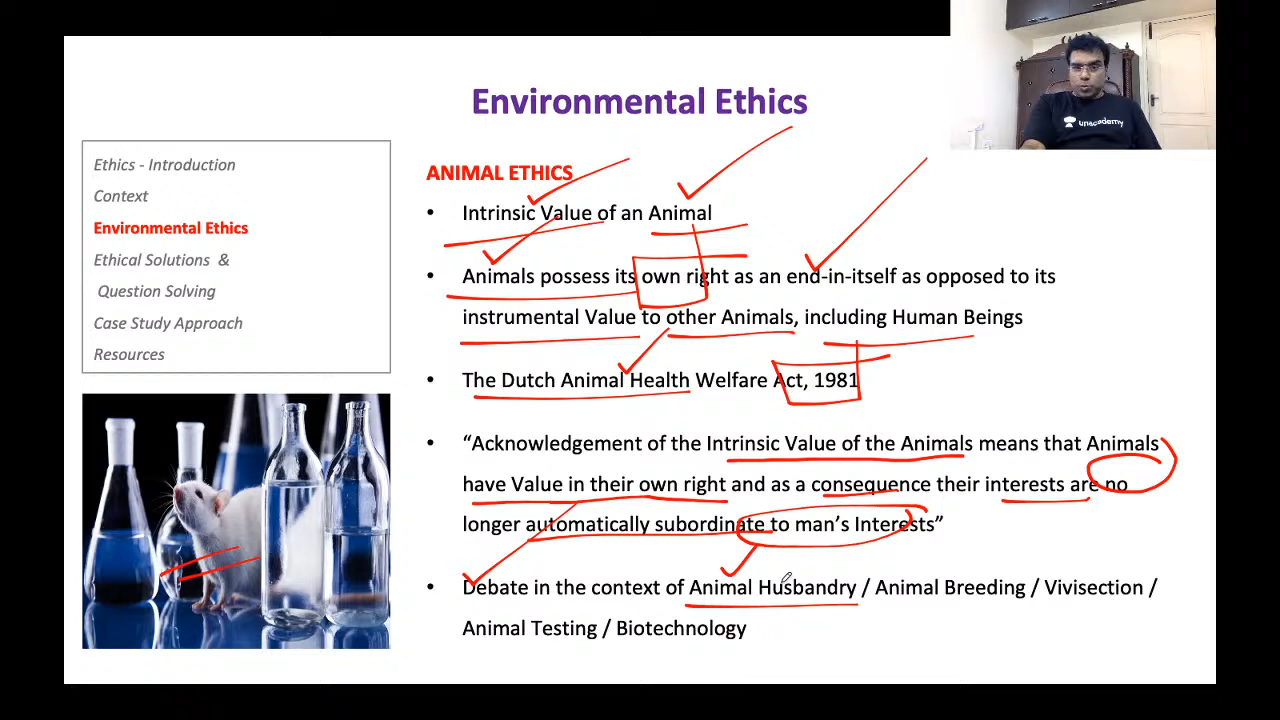 Environmental Ethics
unacademy
Ethics - Introduction
Context
Environmental Ethics
Ethical Solutions &
Question Solving
Case Study Approach
Resources
ANIMAL ETHICS
• Intrinsic Value of an Animal
• Animals possess its own right as an end-in-itself as opposed to its
instrumental Value to other Animals, including Human Beings
• The Dutch Animal Health Welfare Act, 1981
• “Acknowledgement of the Intrinsic Value of the Animals means that Animals
have Value in their own right and as a consequence their interests are no
longer automatically subordinate to man’s Interests”
• Debate in the context of Animal Husbandry / Animal Breeding / Vivisection /
Animal Testing / Biotechnology